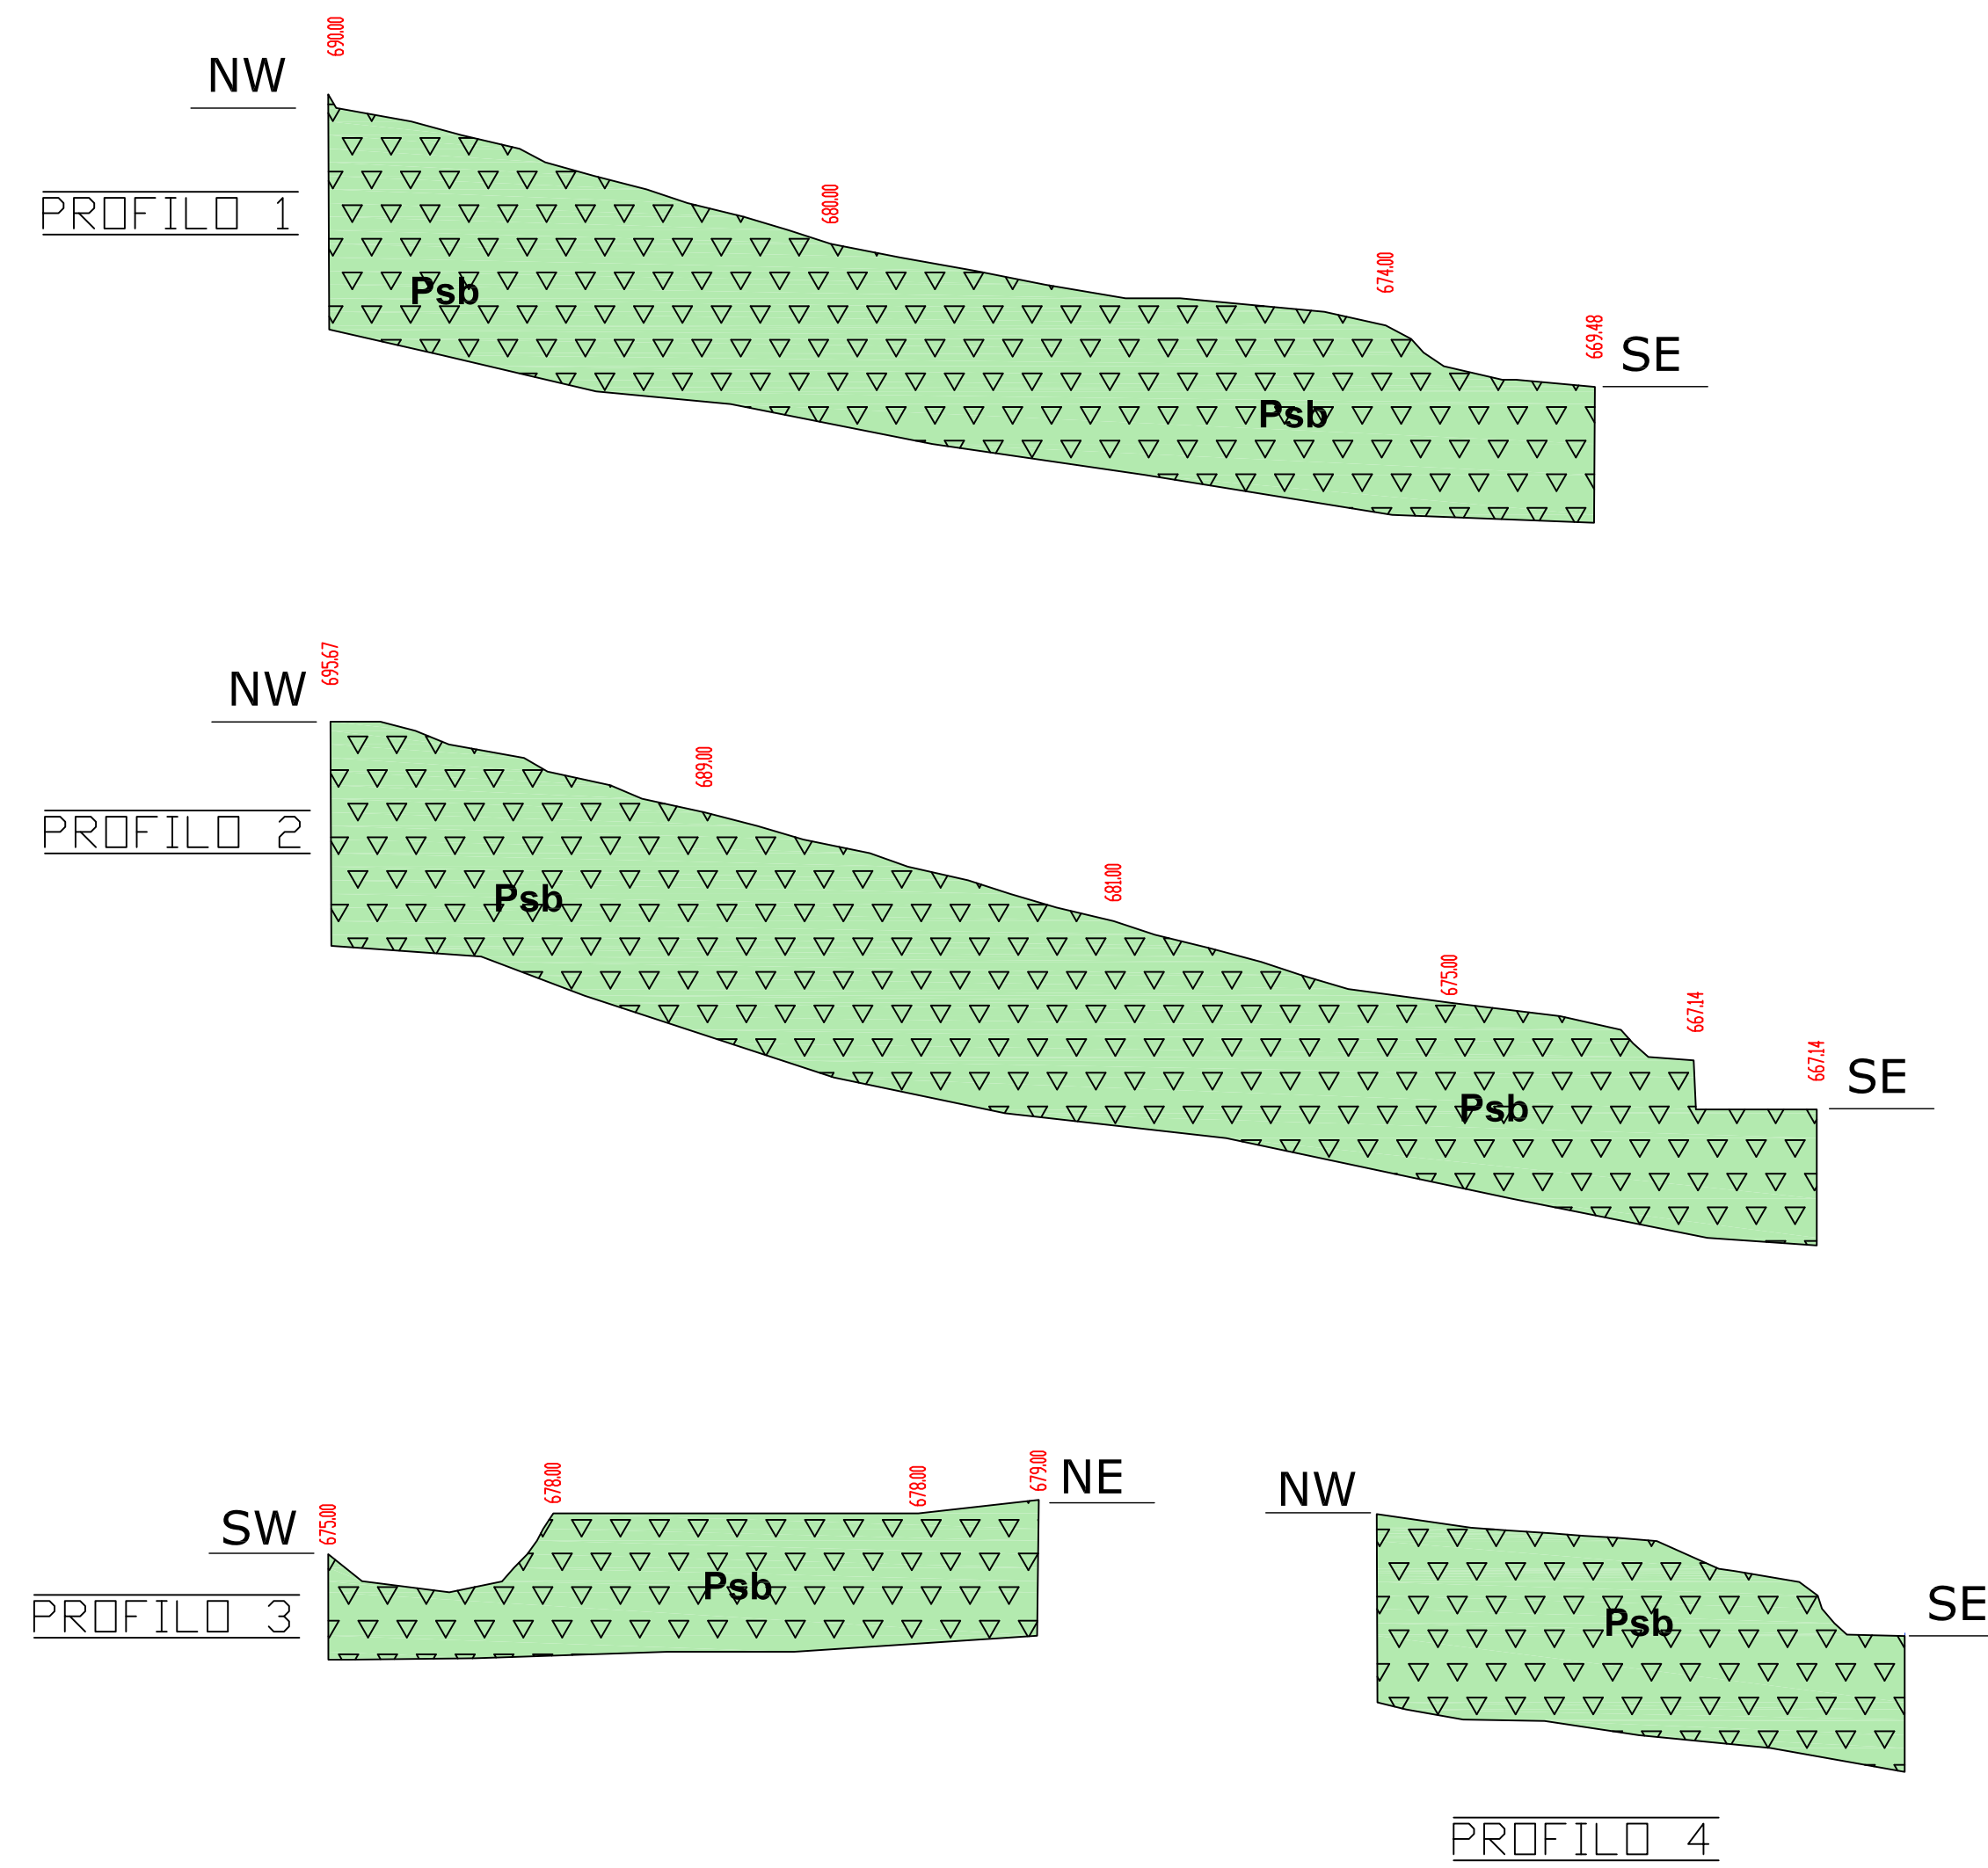 690.00
NW
680.00
PROFILO 1
674.00
Psb
669.48
SE
Psb
695.67
NW
689.00
PROFILO 2
681.00
Psb
675.00
667.14
667.14
SE
Psb
678.00
678.00
679.00
NE
SW
675.00
Psb
PROFILO 3
NW
SE
Psb
PROFILO 4